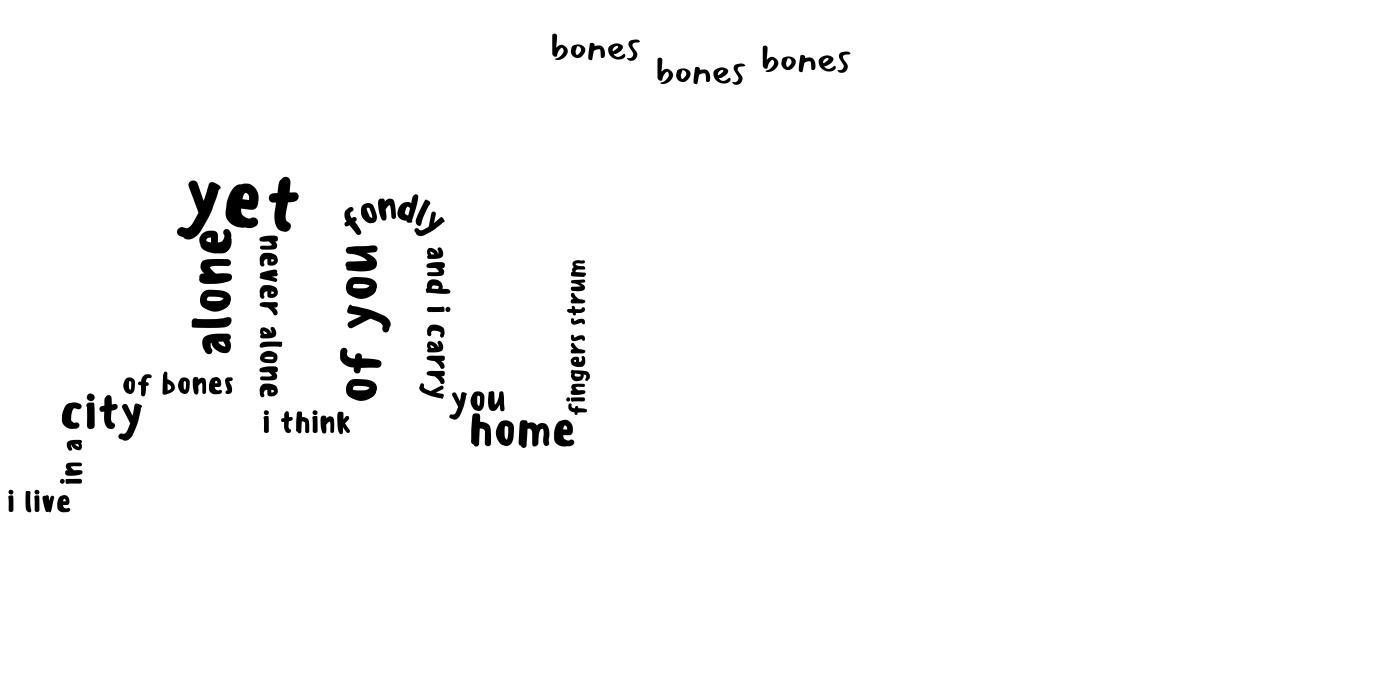 bones
bones
bones
i live
in a
city
of bones
alone
yet
never alone
i think
of you
fondly
and i carry
you
home
fingers strum